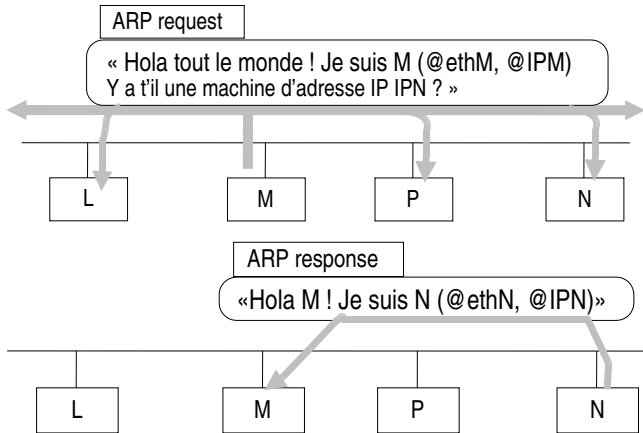 ARP request
« Hola tout le monde ! Je suis M (@ethM, @IPM)
Y a t'il une machine d'adresse IP IPN ? »
L M P N
ARP response
«Hola M ! Je suis N (@ethN, @IPN)»
L M P N